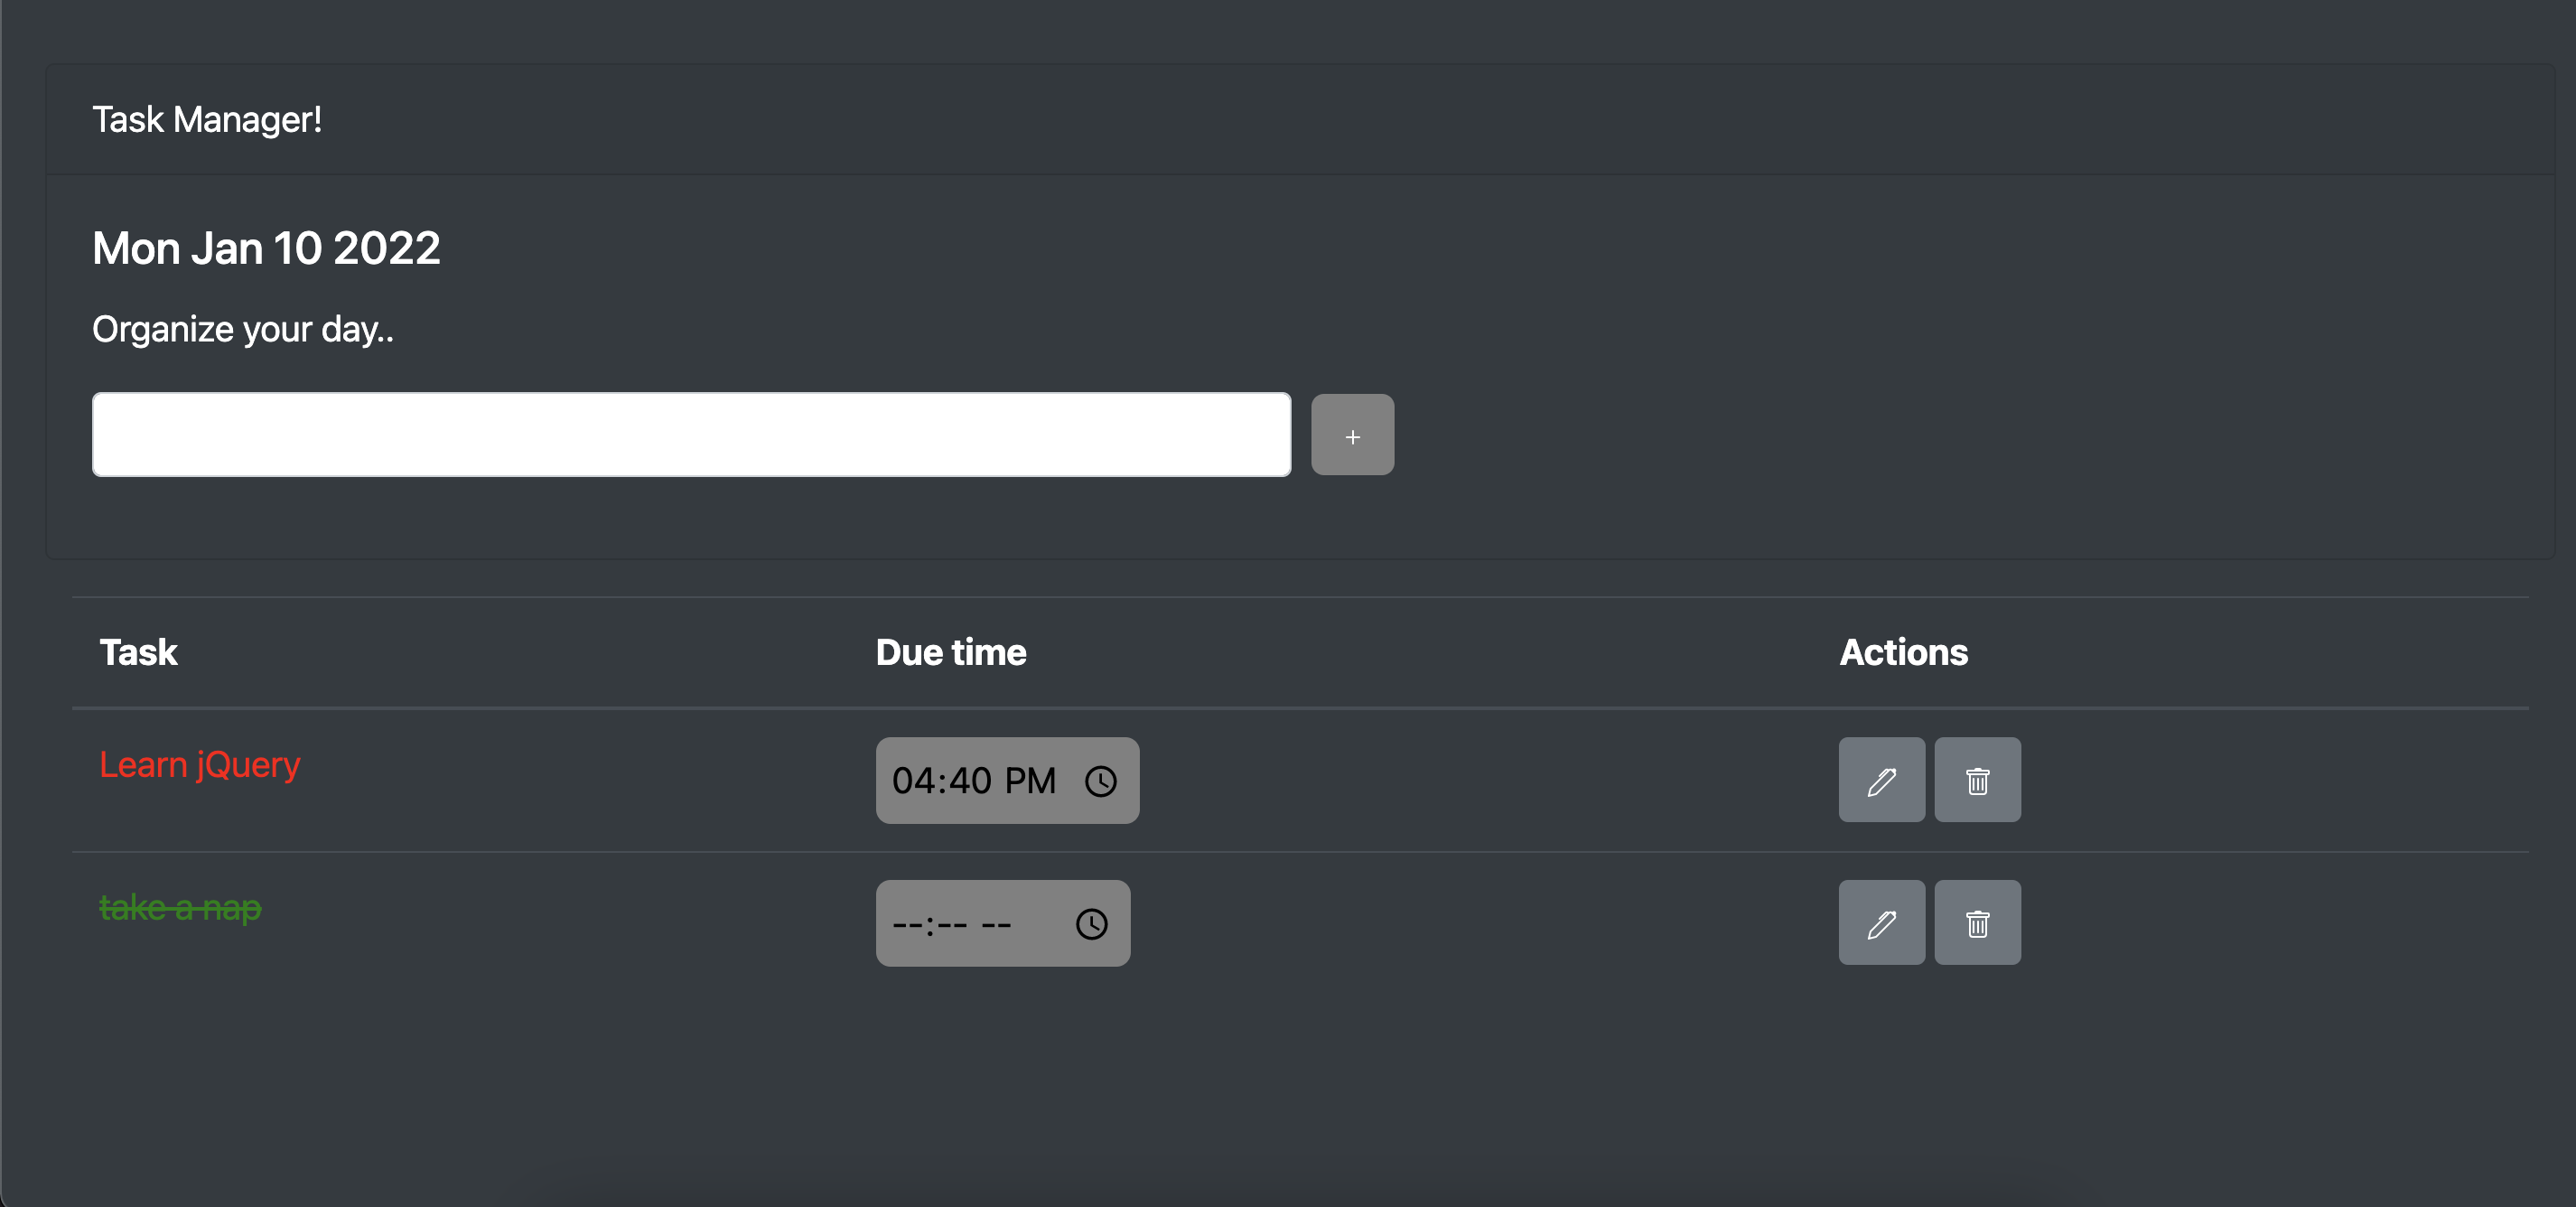 Task Manager!
Mon Jan 10 2022
Organize your day..
+
Task Due time Actions
Learn jQuery 04:40 PM
take a nap --:-- --